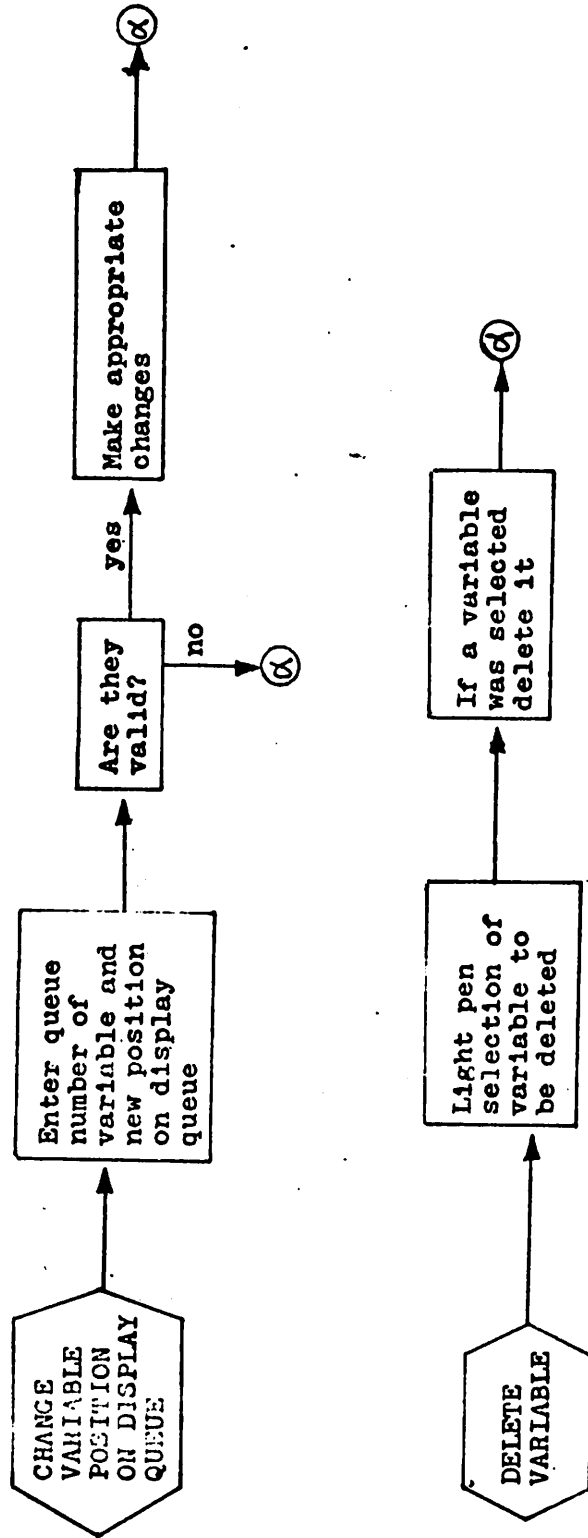 CHANGE
VARIABLE
POSITION
ON DISPLAY
QUEUE
Enter queue
number of
variable and
new position
on display
queue
Are they
valid?
yes
no
α
Make appropriate
changes
α
DELETE
VARIABLE
Light pen
selection of
variable to
be deleted
If a variable
was selected
delete it
α